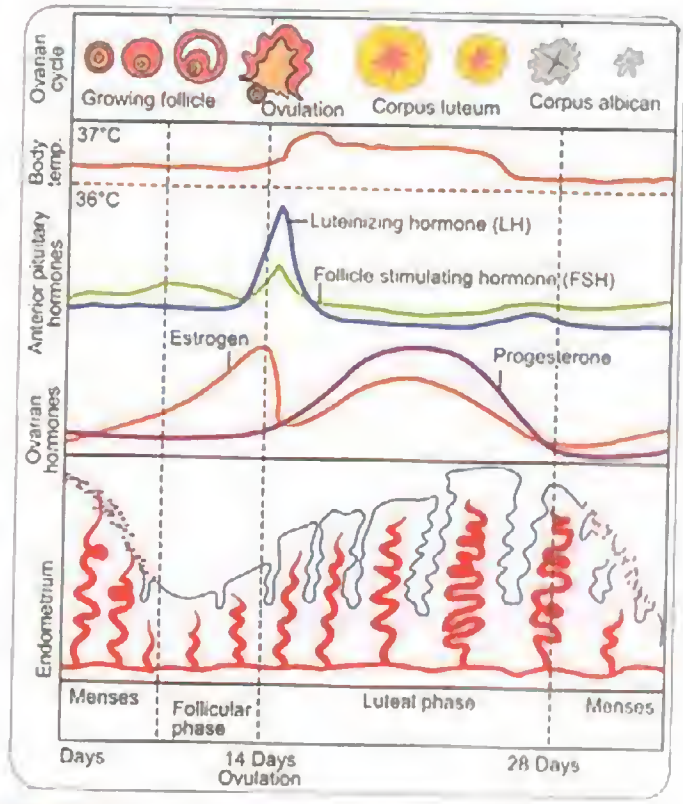 Ovarian
cycle
Growing follicle
Ovulation
Corpus luteum
Corpus albican
Body
temp.
37°C
36°C
Anterior pituitary
hormones
Luteinizing hormone (LH)
Follicle stimulating hormone (FSH)
Ovarian
hormones
Estrogen
Progesterone
Endometrium
Menses
Follicular
phase
Luteal phase
Menses
Days
14 Days
Ovulation
28 Days